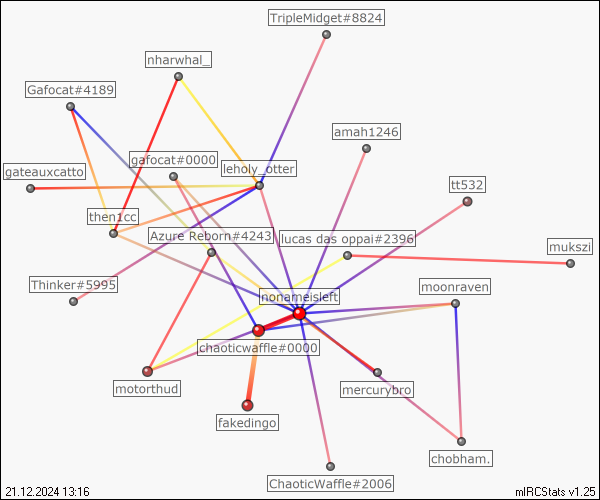 TripleMidget#8824
nharwhal_
Gafocat#4189
amah1246
gafocat#0000
leholy_otter
gateauxcatto
tt532
then1cc
Azure Reborn#4243
lucas das oppai#2396
mukszi
Thinker#5995
moonraven
nonameisleft
chaoticwaffle#0000
motorthud
mercurybro
fakedingo
chobham.
ChaoticWaffle#2006
21.12.2024 13:16
mIRCStats v1.25